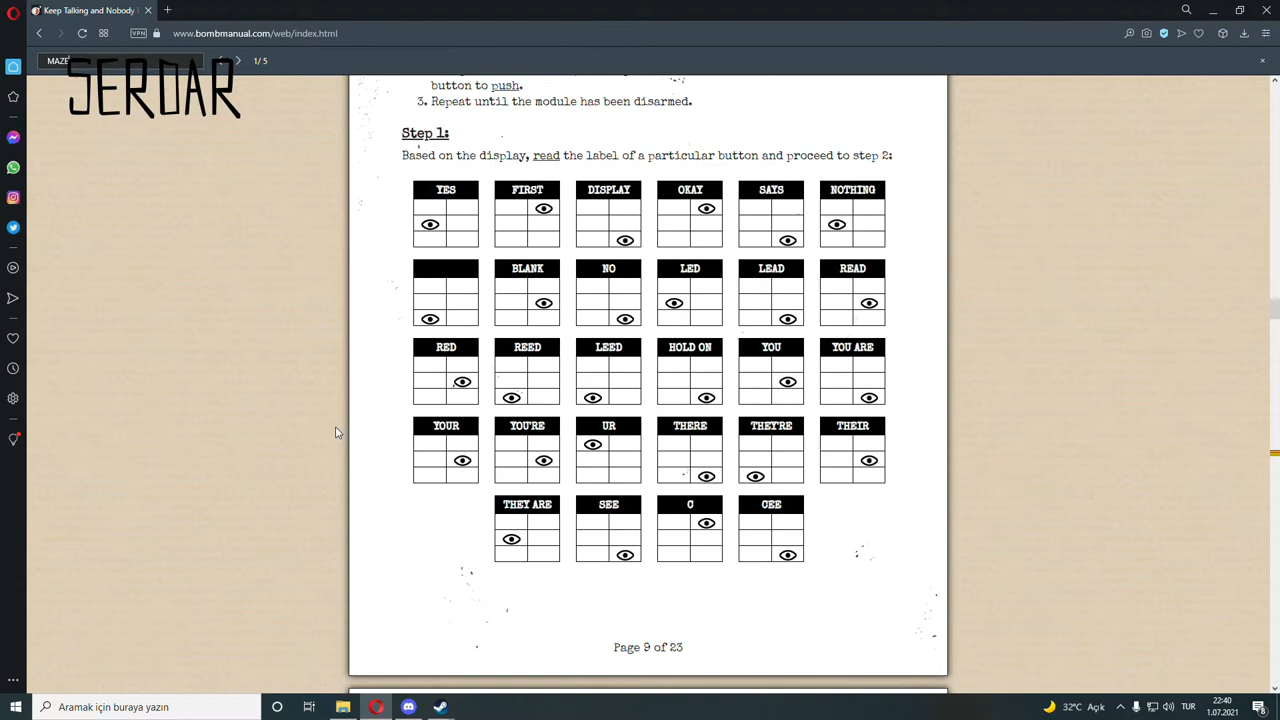 Keep Talking and Nobody
VPN www.bombmanual.com/web/index.html
MAZE 1/5
SERDAR
button to push.
3. Repeat until the module has been disarmed.
Step 1:
Based on the display, read the label of a particular button and proceed to step 2:
YES FIRST DISPLAY OKAY SAYS NOTHING
BLANK NO LED LEAD READ
RED REED LEED HOLD ON YOU YOU ARE
YOUR YOU'RE UR THERE THEY'RE THEIR
THEY ARE SEE C CEE
Page 9 of 23
Aramak için buraya yazın
32°C Açık
TUR
22:40
1.07.2021
8